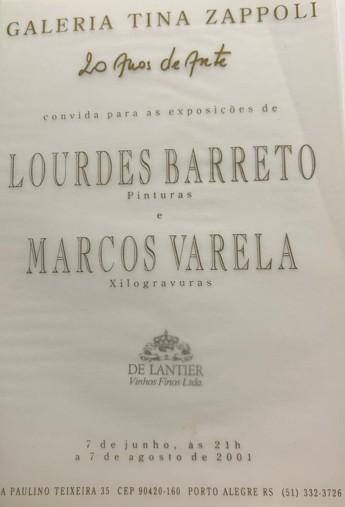 GALERIA TINA ZAPPOLI
20 Anos de Arte
convida para as exposições de
LOURDES BARRETO
Pinturas
e
MARCOS VARELA
Xilogravuras
DE LANTIER
Vinhos Finos Ltda.
7 de junho, às 21h
a 7 de agosto de 2001
A PAULINO TEIXEIRA 35 CEP 90420-160 PORTO ALEGRE RS (51) 332-3726